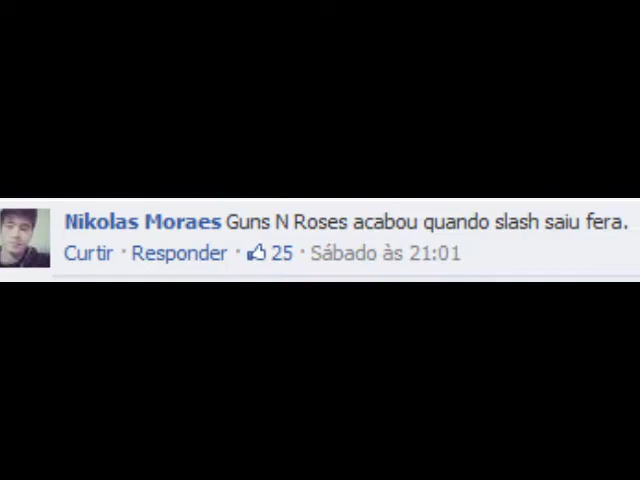 Nikolas Moraes Guns N Roses acabou quando slash saiu fera.
Curtir · Responder · 25 · Sábado às 21:01